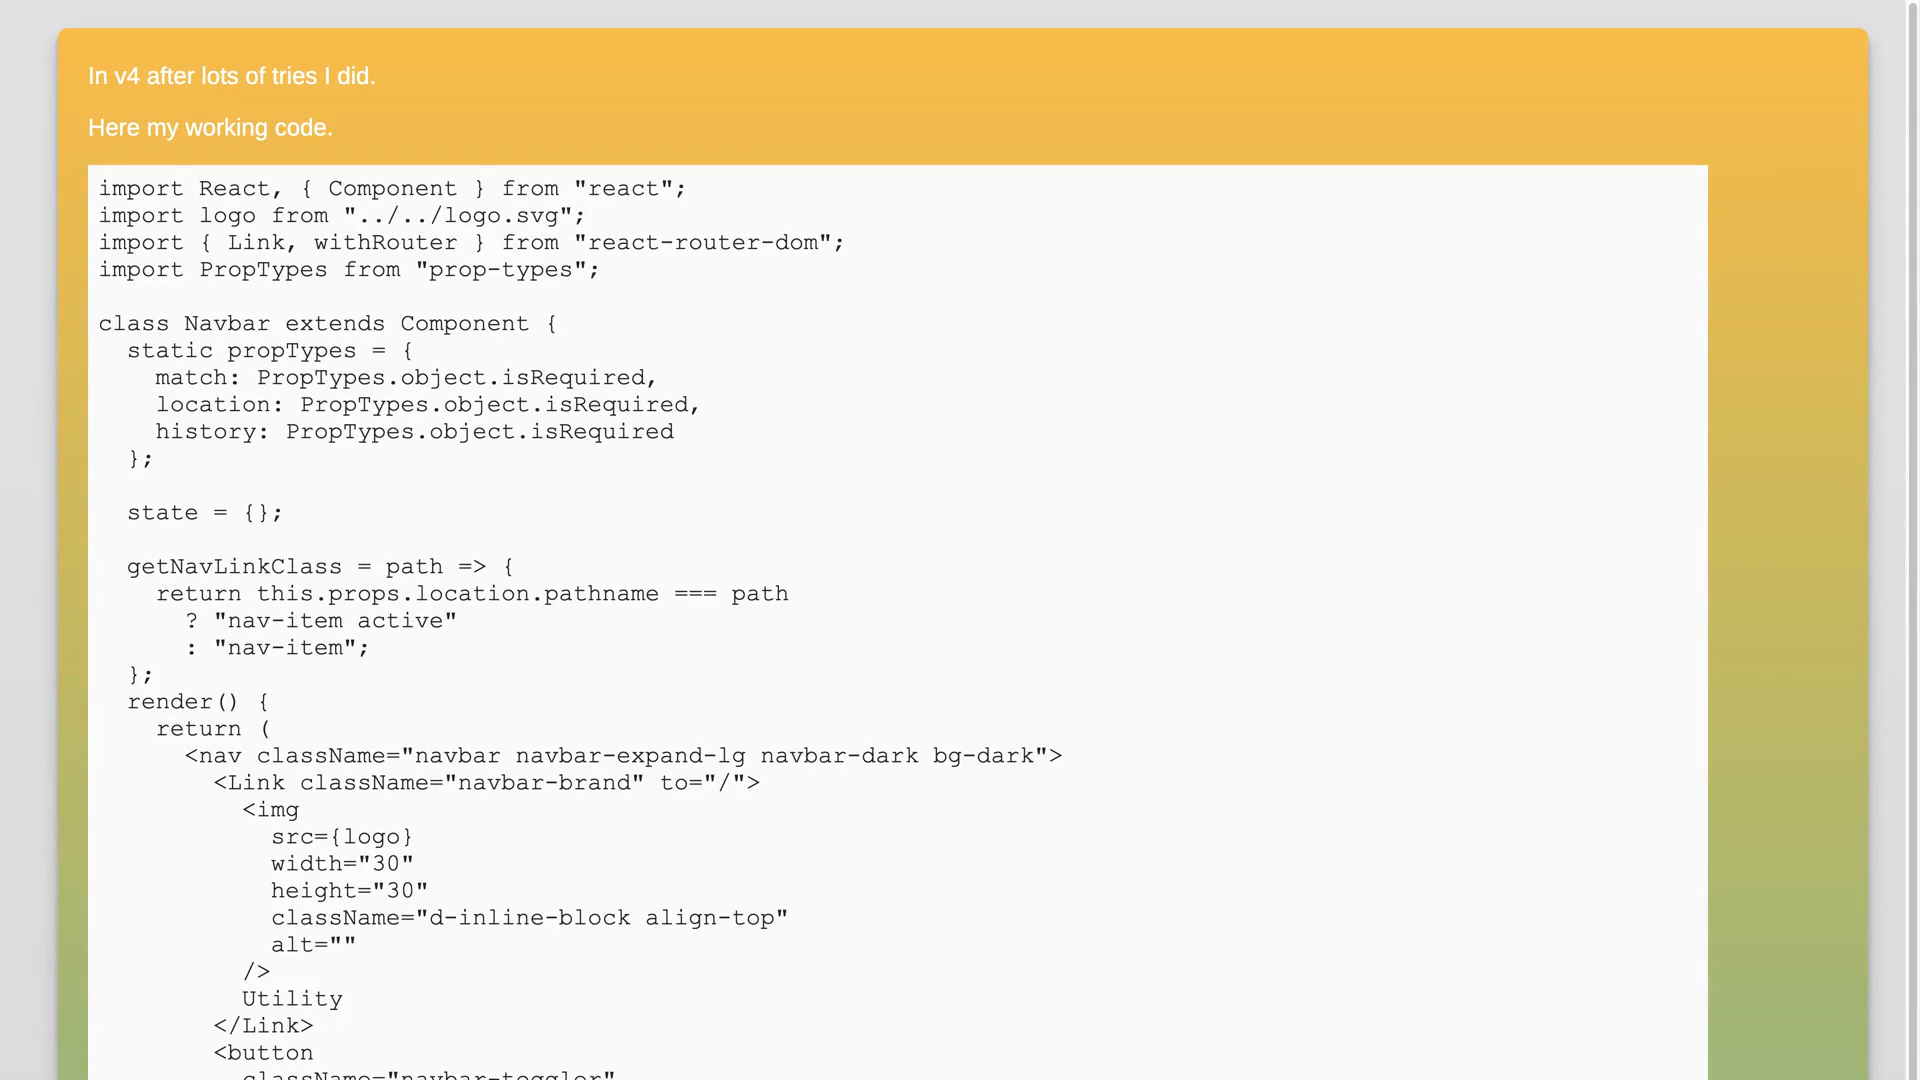 In v4 after lots of tries I did.
Here my working code.
import React, { Component } from "react";
import logo from "../../logo.svg";
import { Link, withRouter } from "react-router-dom";
import PropTypes from "prop-types";
class Navbar extends Component {
  static propTypes = {
    match: PropTypes.object.isRequired,
    location: PropTypes.object.isRequired,
    history: PropTypes.object.isRequired
  };
  state = {};
  getNavLinkClass = path => {
    return this.props.location.pathname === path
      ? "nav-item active"
      : "nav-item";
  };
  render() {
    return (
      <nav className="navbar navbar-expand-lg navbar-dark bg-dark">
        <Link className="navbar-brand" to="/">
          <img
            src={logo}
            width="30"
            height="30"
            className="d-inline-block align-top"
            alt=""
          />
          Utility
        </Link>
        <button
          className="navbar-toggler"